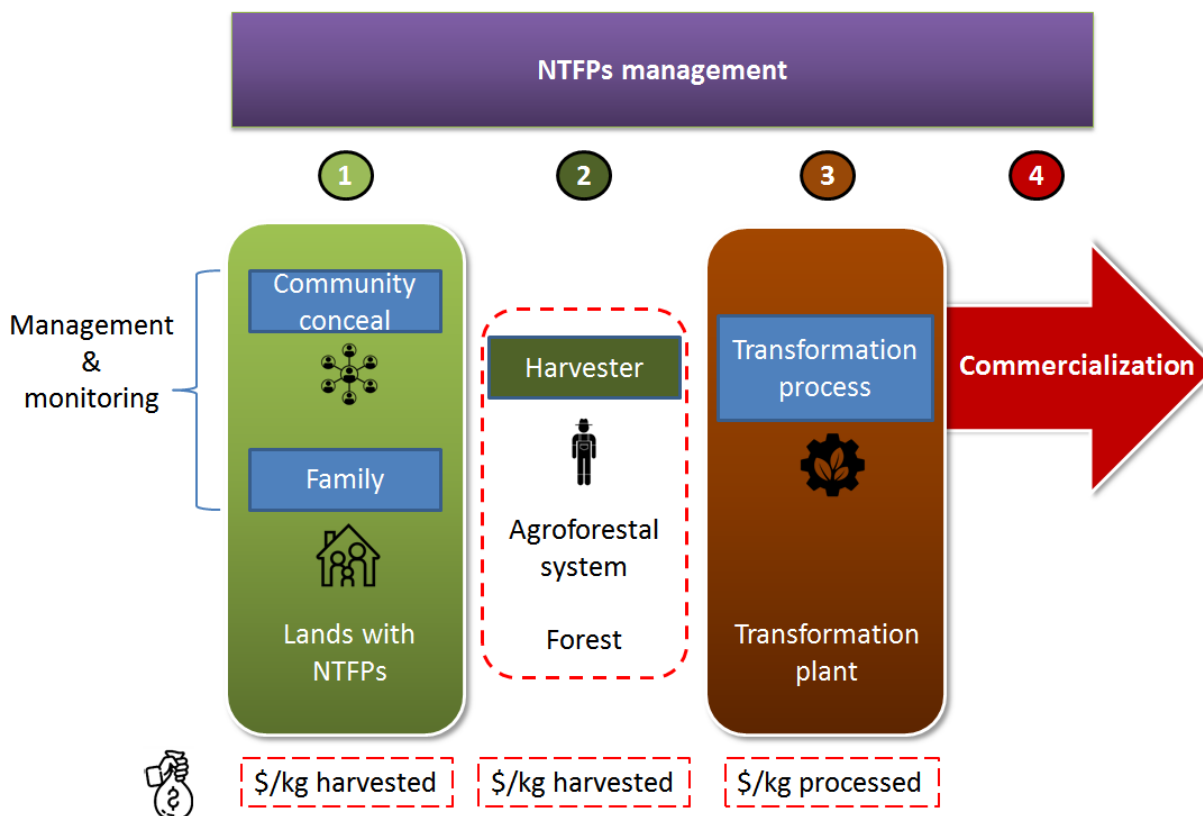 NTFPs management
1
2
3
4
Management
&
monitoring
Community
conceal
Family
Lands with
NTFPs
Harvester
Agroforestal
system
Forest
Transformation
process
Transformation
plant
Commercialization
$
$/kg harvested
$/kg harvested
$/kg processed